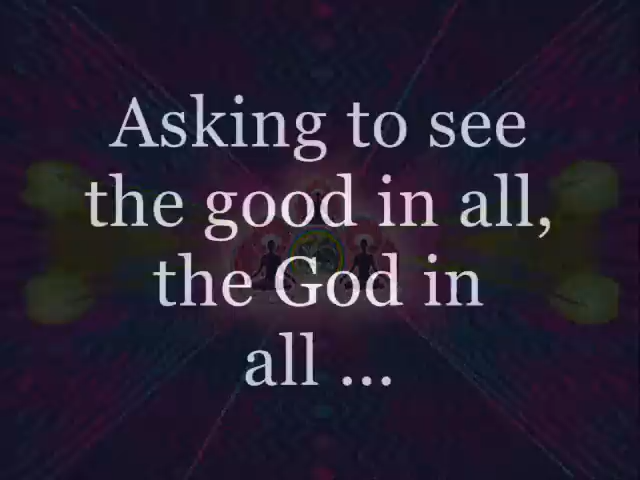 Asking to see
the good in all,
the God in
all ...